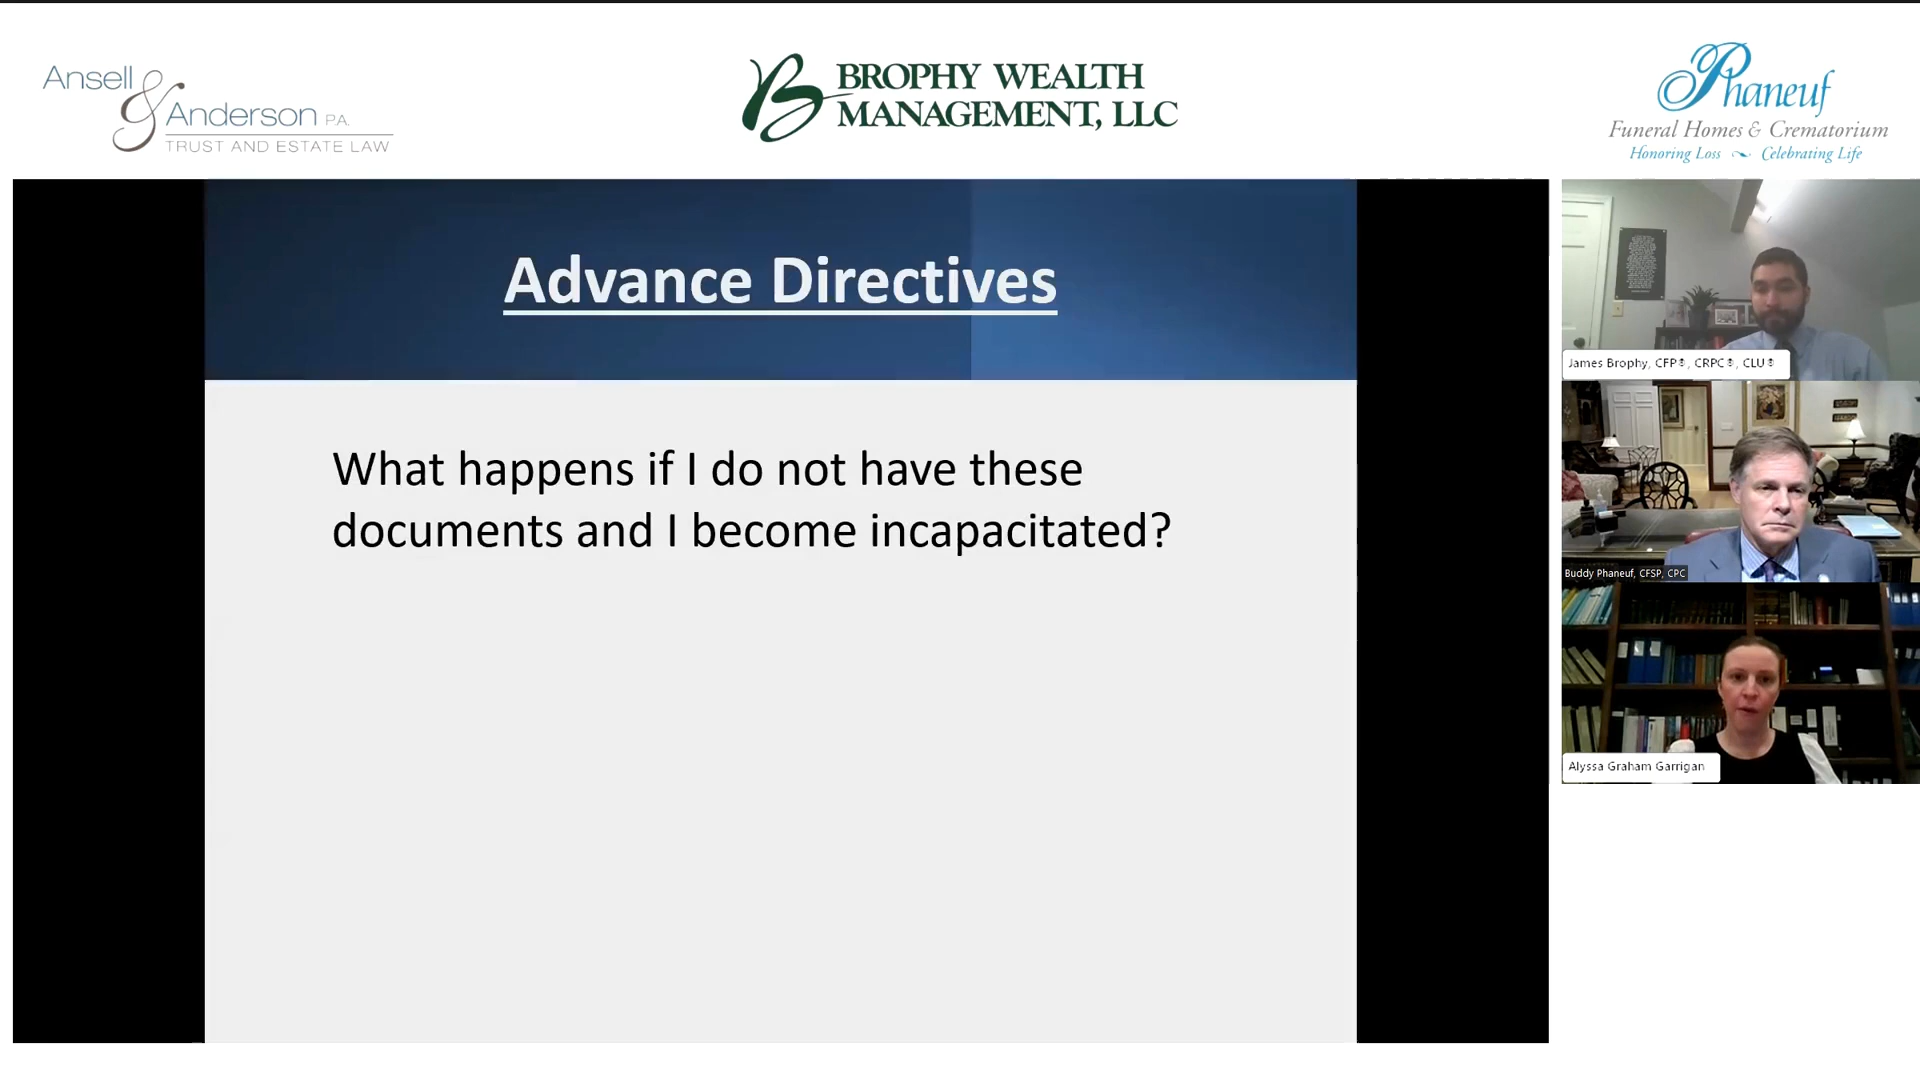 Ansell
& Anderson P.A.
TRUST AND ESTATE LAW
B BROPHY WEALTH
MANAGEMENT, LLC
Phaneuf
Funeral Homes & Crematorium
Honoring Loss ~ Celebrating Life
Advance Directives
What happens if I do not have these
documents and I become incapacitated?
James Brophy, CFP®, CRPC®, CLU®
Buddy Phaneuf, CFSP, CPC
Alyssa Graham Garrigan